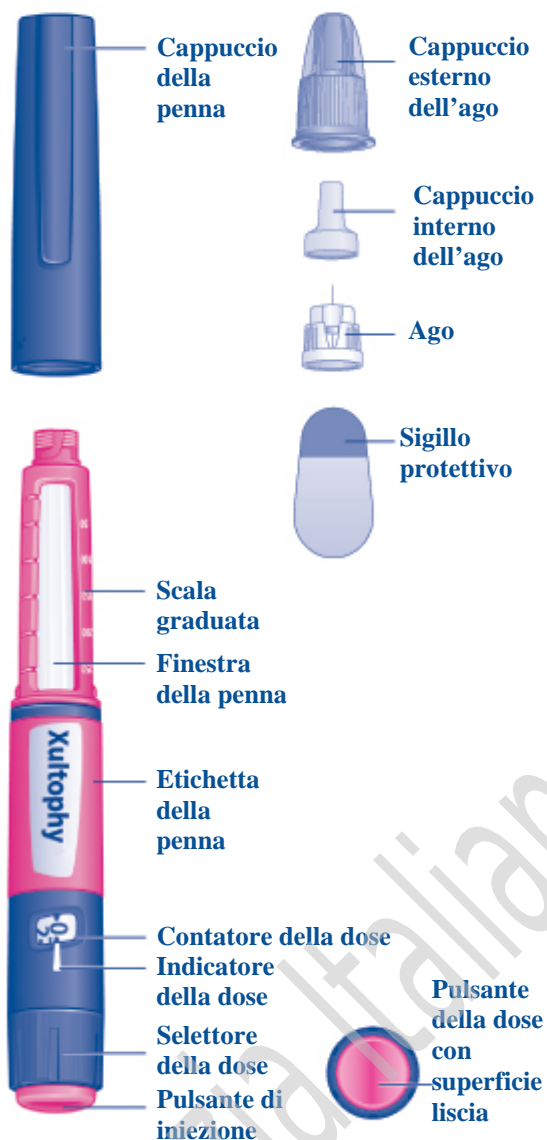 Cappuccio
della
penna
Cappuccio
esterno
dell’ago
Cappuccio
interno
dell’ago
Ago
Sigillo
protettivo
Scala
graduata
Finestra
della penna
Xultophy
Etichetta
della
penna
0
2
Contatore della dose
Indicatore
della dose
Selettore
della dose
Pulsante di
iniezione
Pulsante
della dose
con
superficie
liscia